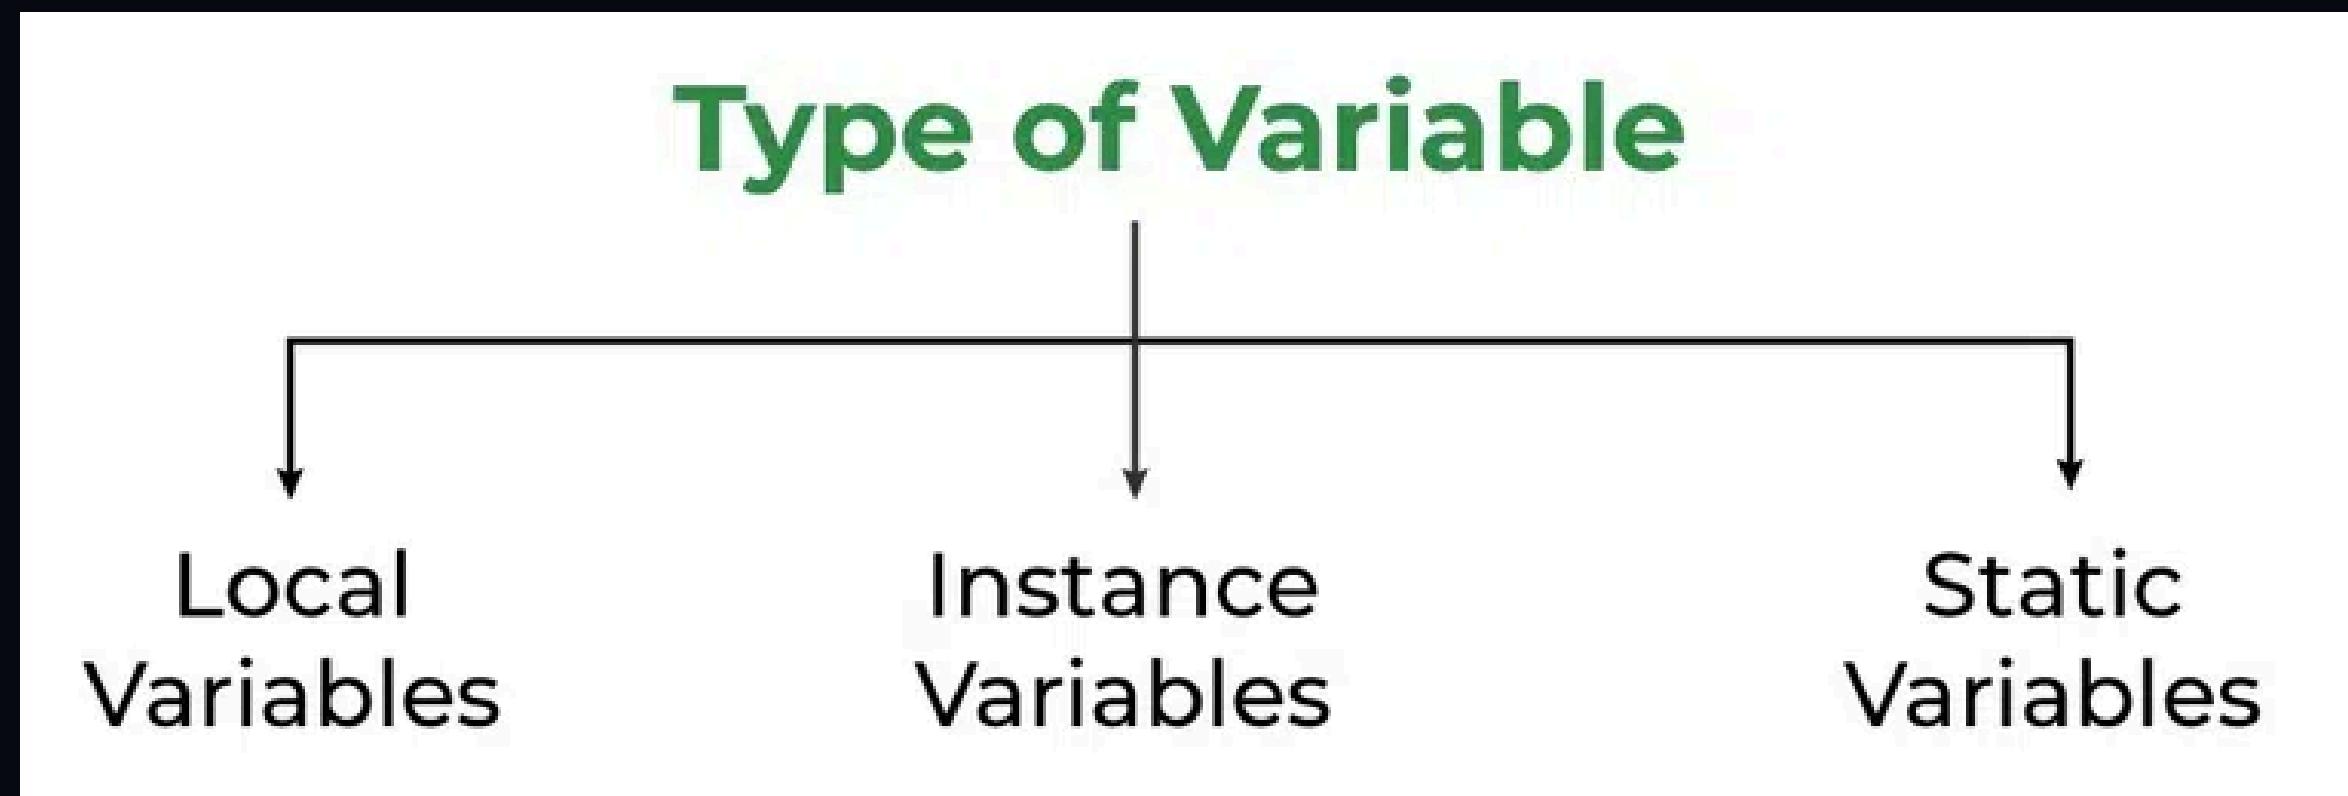 Type of Variable
Local
Variables
Instance
Variables
Static
Variables